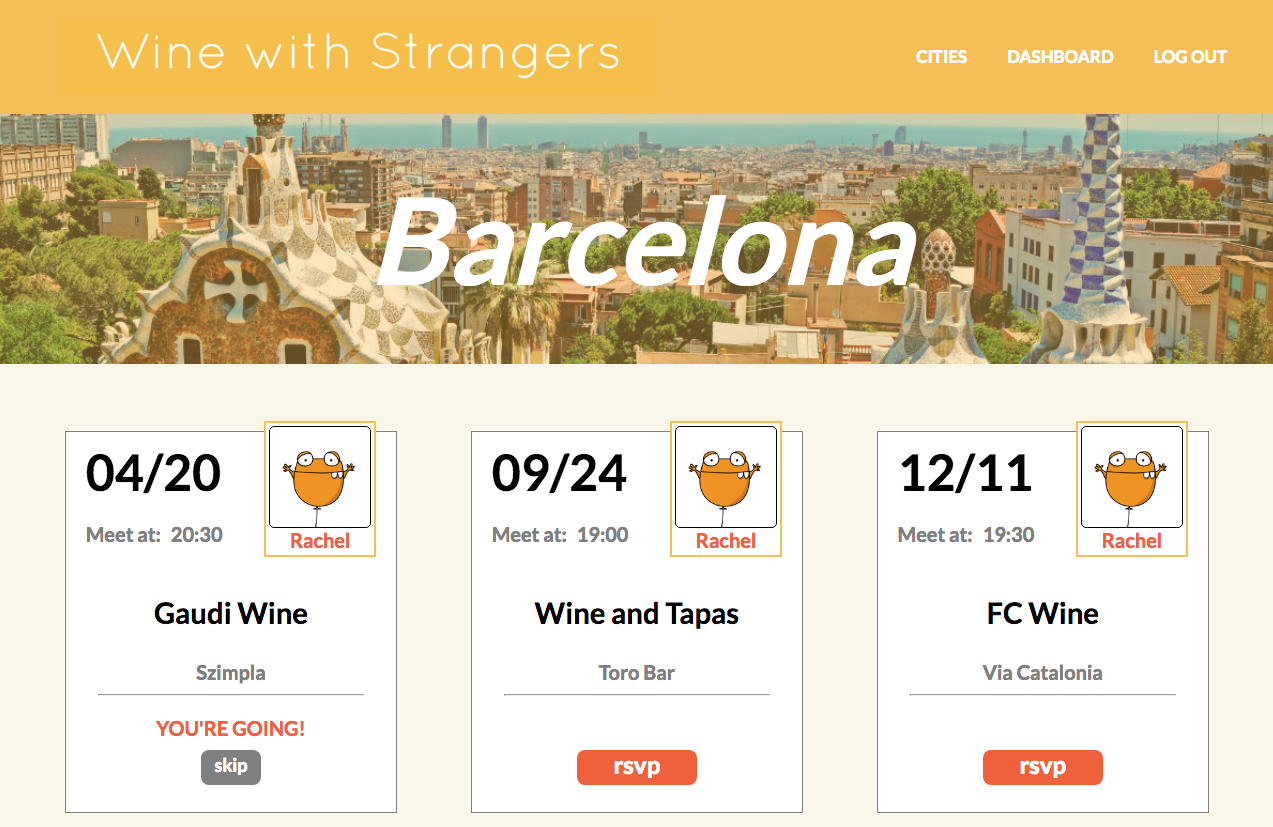 Wine with Strangers
CITIES DASHBOARD LOG OUT
Barcelona
04/20
Meet at: 20:30
Rachel
Gaudi Wine
Szimpla
YOU'RE GOING!
skip
09/24
Meet at: 19:00
Rachel
Wine and Tapas
Toro Bar
rsvp
12/11
Meet at: 19:30
Rachel
FC Wine
Via Catalonia
rsvp